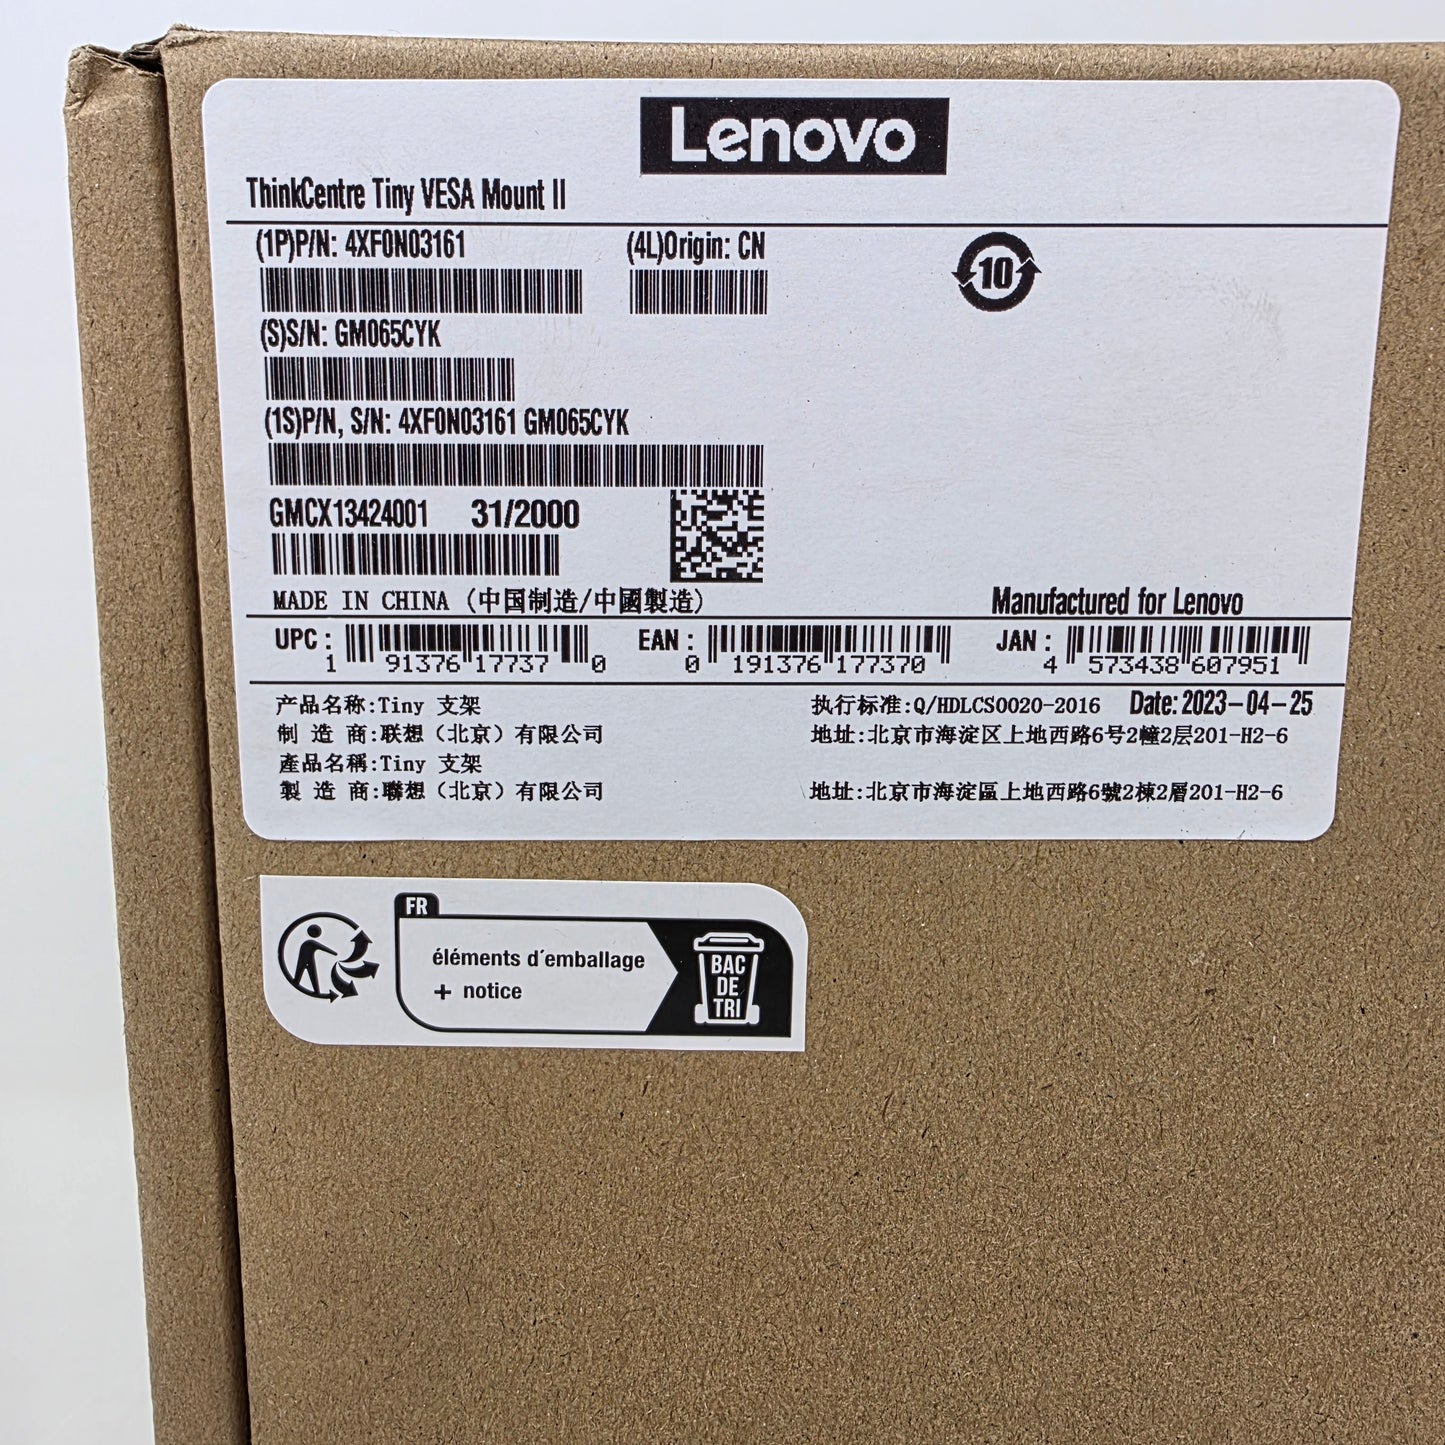 Lenovo
ThinkCentre Tiny VESA Mount II
(1P)P/N: 4XF0N03161 (4L)Origin: CN
10
(S)S/N: GM065CYK
(1S)P/N, S/N: 4XF0N03161 GM065CYK
GMCX13424001 31/2000
MADE IN CHINA (中国制造/中國製造) Manufactured for Lenovo
UPC: 1 91376 17737 0 EAN: 0 191376 177370 JAN: 4 573438 607951
产品名称:Tiny 支架 执行标准:Q/HDLCS0020-2016 Date: 2023-04-25
制 造 商:联想（北京）有限公司 地址:北京市海淀区上地西路6号2幢2层201-H2-6
產品名稱:Tiny 支架
製 造 商:聯想（北京）有限公司 地址:北京市海淀區上地西路6號2棟2層201-H2-6
FR
éléments d´emballage
+ notice
BAC
DE
TRI